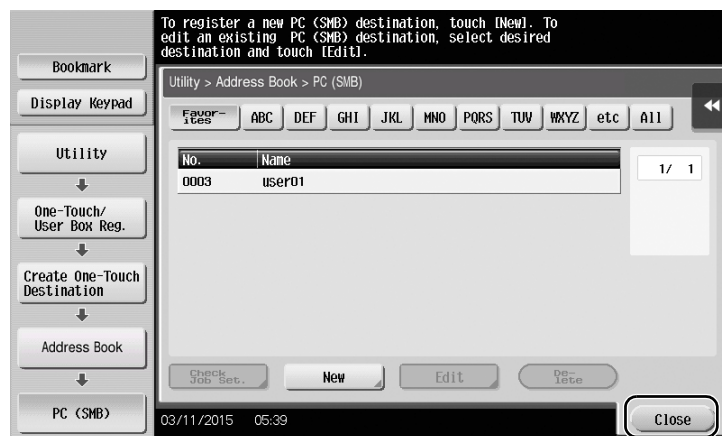 To register a new PC (SMB) destination, touch [New]. To
edit an existing PC (SMB) destination, select desired
destination and touch [Edit].
Bookmark
Display Keypad
Utility
One-Touch/
User Box Reg.
Create One-Touch
Destination
Address Book
PC (SMB)
Utility > Address Book > PC (SMB)
Favor-
ites
ABC
DEF
GHI
JKL
MNO
PQRS
TUV
WXYZ
etc
All
No.
Name
0003
user01
1/ 1
Check
Job Set.
New
Edit
De-
lete
03/11/2015
05:39
Close